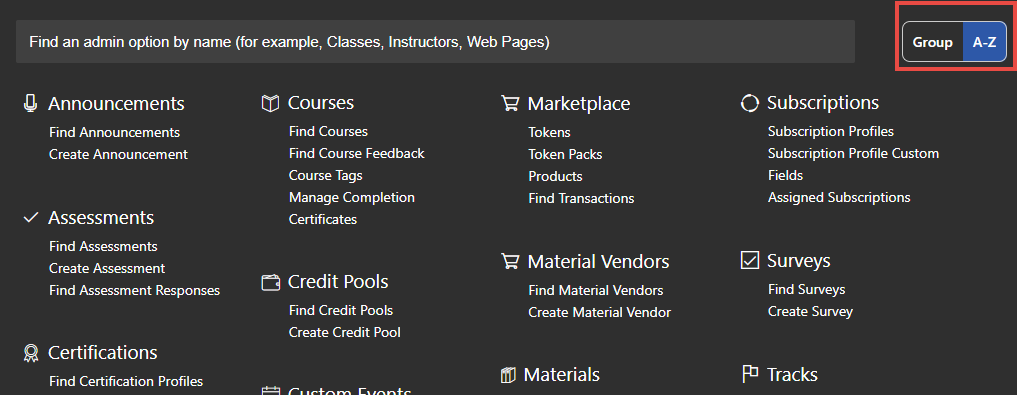 Find an admin option by name (for example, Classes, Instructors, Web Pages)
Group
A-Z
Announcements
Find Announcements
Create Announcement
Assessments
Find Assessments
Create Assessment
Find Assessment Responses
Certifications
Find Certification Profiles
Courses
Find Courses
Find Course Feedback
Course Tags
Manage Completion
Certificates
Credit Pools
Find Credit Pools
Create Credit Pool
Custom Events
Marketplace
Tokens
Token Packs
Products
Find Transactions
Material Vendors
Find Material Vendors
Create Material Vendor
Materials
Subscriptions
Subscription Profiles
Subscription Profile Custom
Fields
Assigned Subscriptions
Surveys
Find Surveys
Create Survey
Tracks